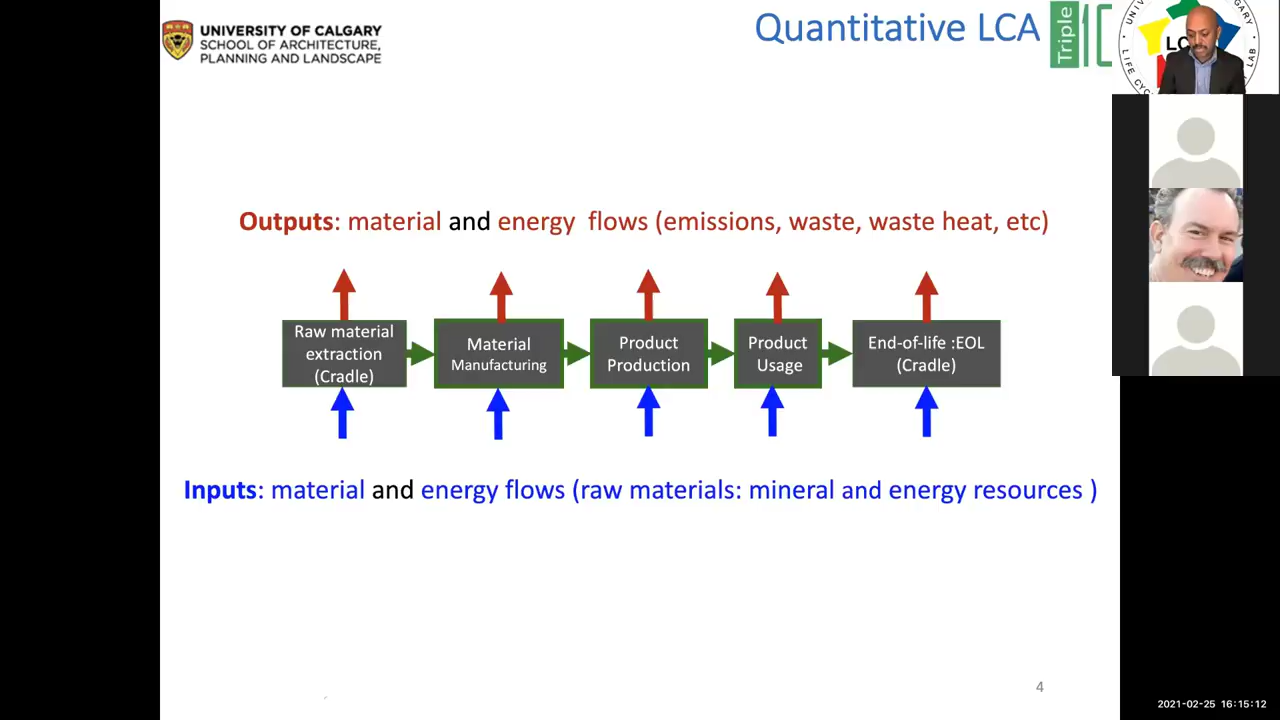 UNIVERSITY OF CALGARY
SCHOOL OF ARCHITECTURE,
PLANNING AND LANDSCAPE
Quantitative LCA
Triple
Outputs: material and energy flows (emissions, waste, waste heat, etc)
Raw material
extraction
(Cradle)
Material
Manufacturing
Product
Production
Product
Usage
End-of-life :EOL
(Cradle)
Inputs: material and energy flows (raw materials: mineral and energy resources )
4
2021-02-25 16:15:12